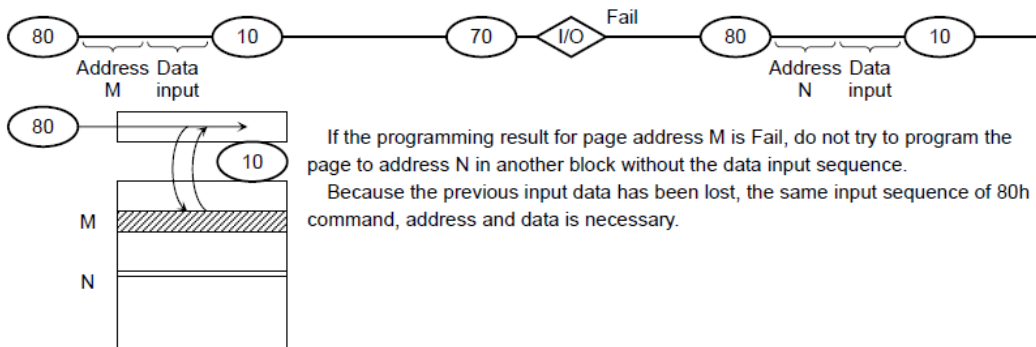 Fail
80 10 70 I/O 80 10
Address Data Address Data
M input N input
80
10
If the programming result for page address M is Fail, do not try to program the
page to address N in another block without the data input sequence.
Because the previous input data has been lost, the same input sequence of 80h
command, address and data is necessary.
M
N